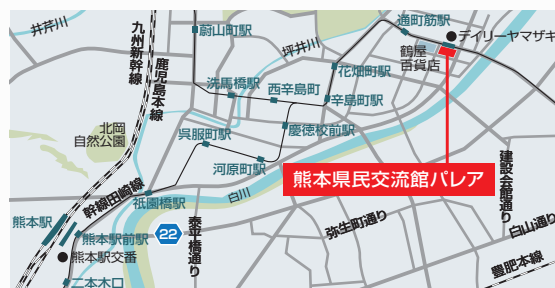 井芹川
九州新幹線
鹿児島本線
蔚山町駅
坪井川
通町筋駅
デイリーヤマザキ
鶴屋
百貨店
花畑町駅
洗馬橋駅
西辛島町
辛島町駅
北岡
自然公園
呉服町駅
慶徳校前駅
河原町駅
熊本県民交流館パレア
建設会館通り
幹線田崎線
祇園橋駅
白川
熊本駅
熊本駅前駅
22
泰平橋通り
弥生町通り
白山通り
熊本駅交番
豊肥本線
二本木口